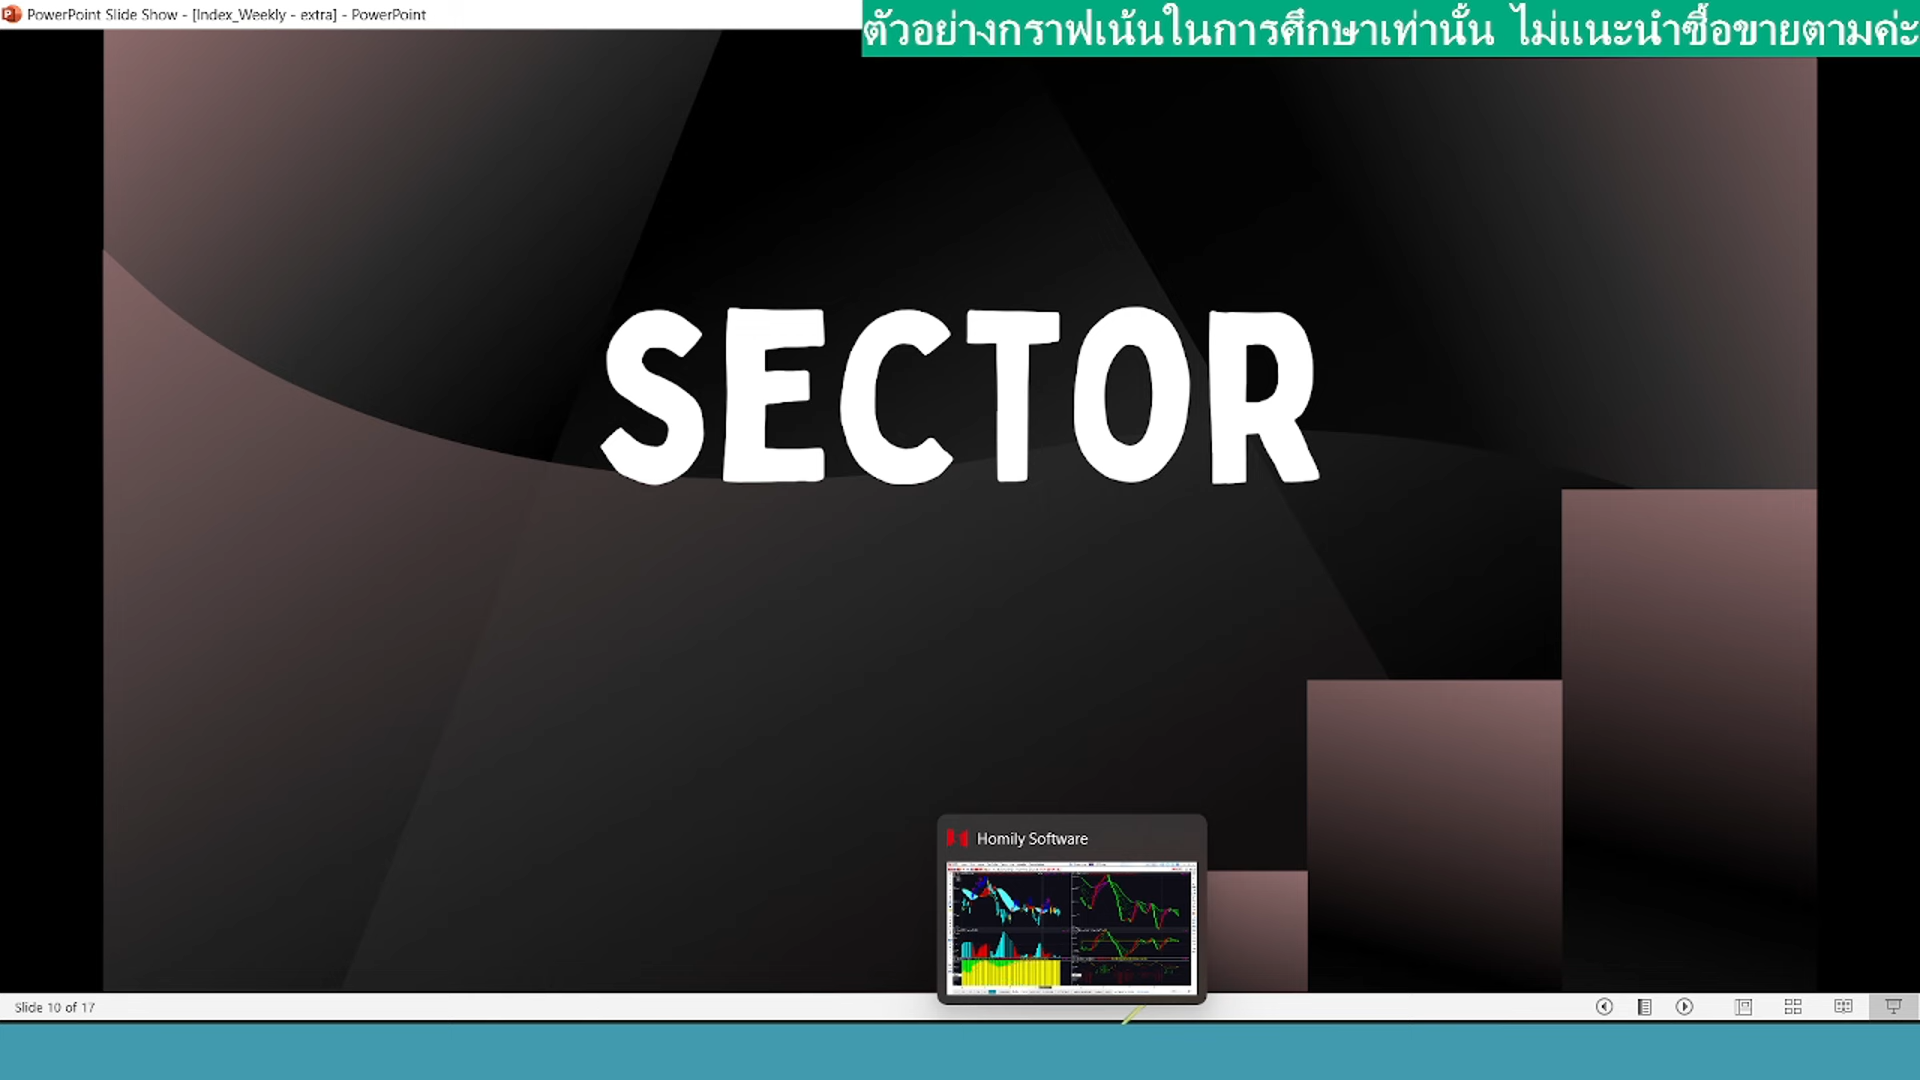 PowerPoint Slide Show - [Index_Weekly - extra] - PowerPoint
ตัวอย่างกราฟเน้นในการศึกษาเท่านั้น ไม่แนะนำซื้อขายตามค่ะ
SECTOR
Homily Software
Slide 10 of 17